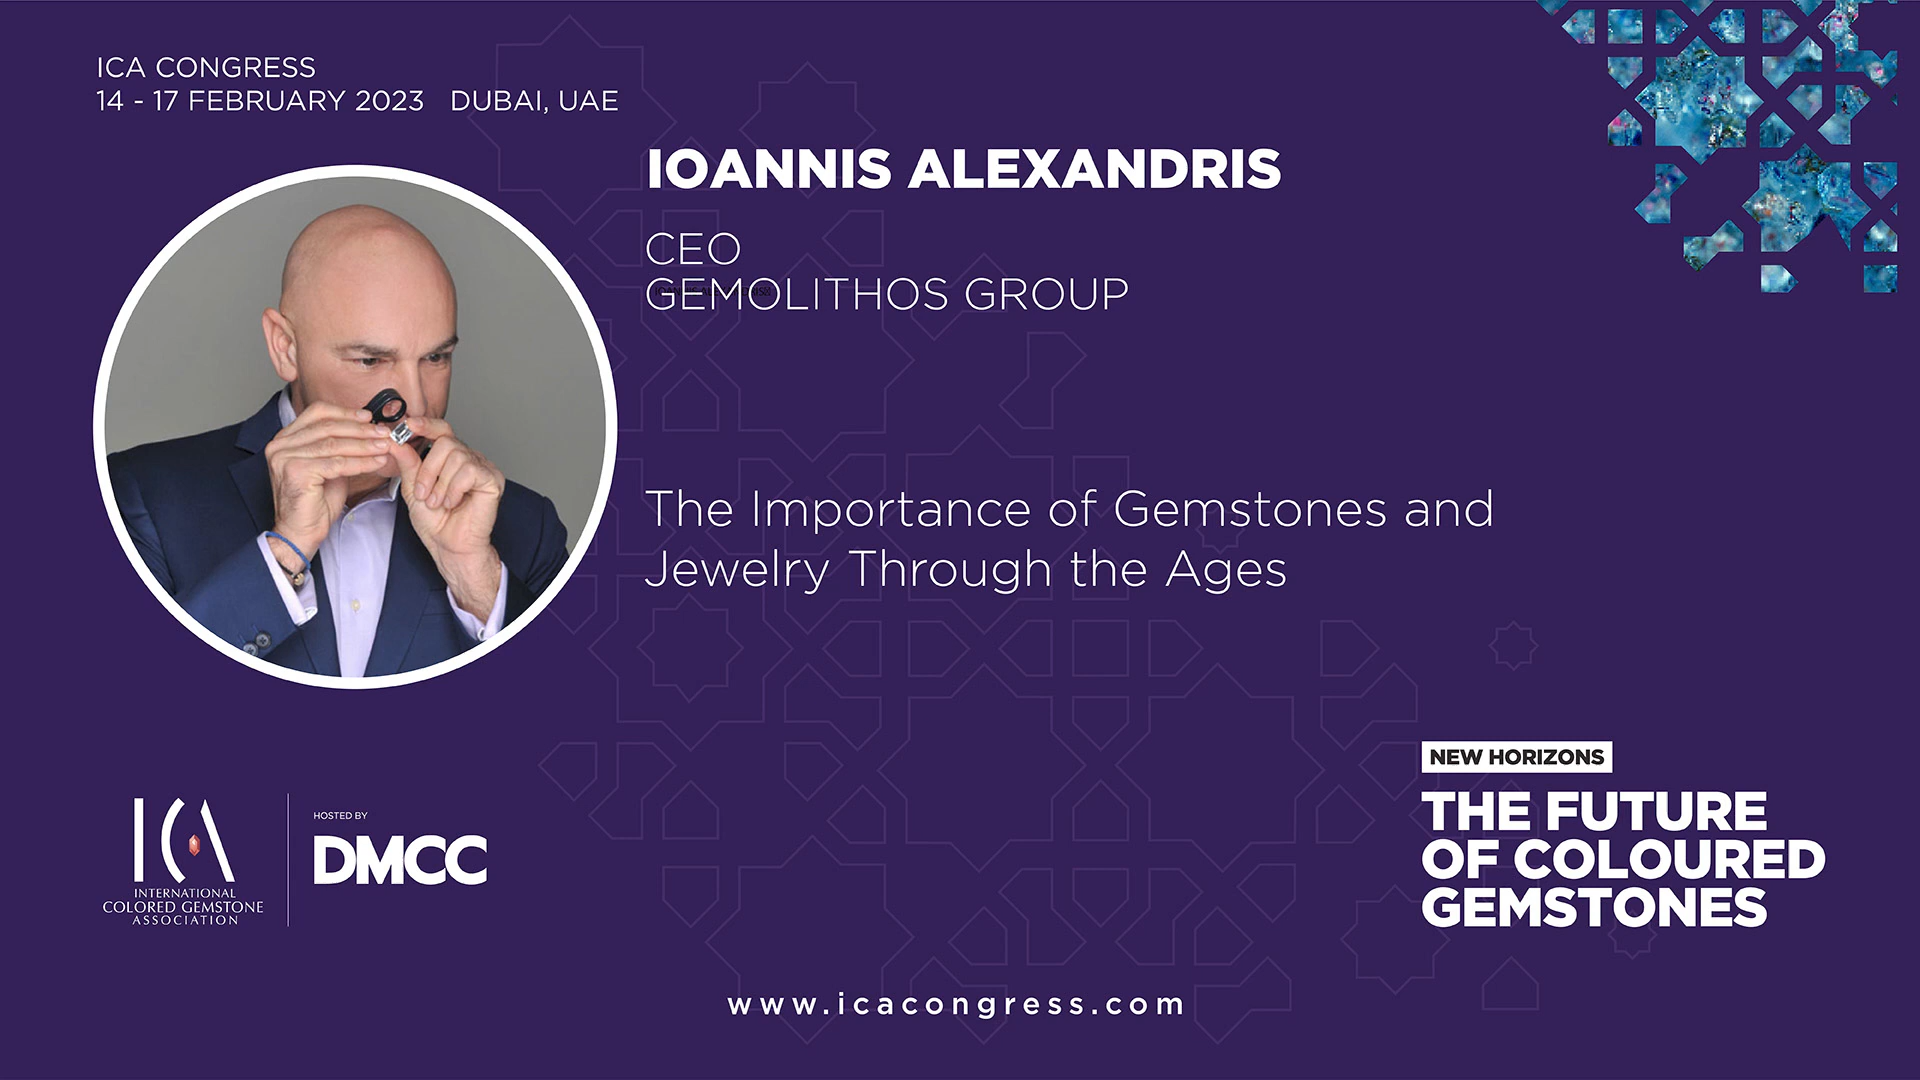 ICA CONGRESS
14 - 17 FEBRUARY 2023 DUBAI, UAE
IOANNIS ALEXANDRIS
CEO
GEMOLITHOS GROUP
The Importance of Gemstones and
Jewelry Through the Ages
NEW HORIZONS
THE FUTURE
OF COLOURED
GEMSTONES
ICA
INTERNATIONAL
COLORED GEMSTONE
ASSOCIATION
HOSTED BY
DMCC
www.icacongress.com